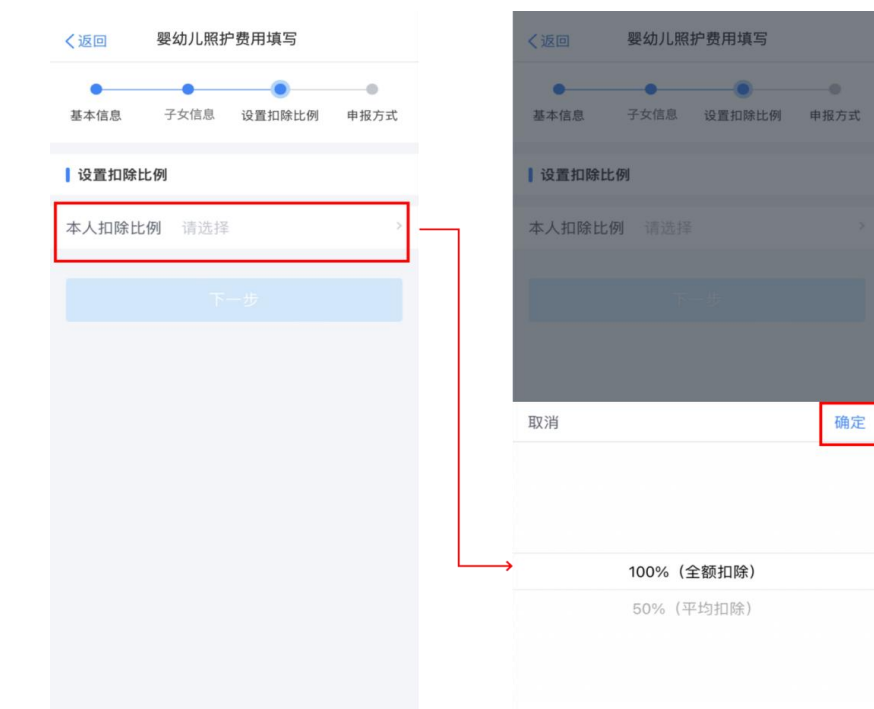 返回 婴幼儿照护费用填写
基本信息 子女信息 设置扣除比例 申报方式
设置扣除比例
本人扣除比例 请选择
下一步
返回 婴幼儿照护费用填写
基本信息 子女信息 设置扣除比例 申报方式
设置扣除比例
本人扣除比例 请选择
下一步
取消 确定
100%（全额扣除）
50%（平均扣除）